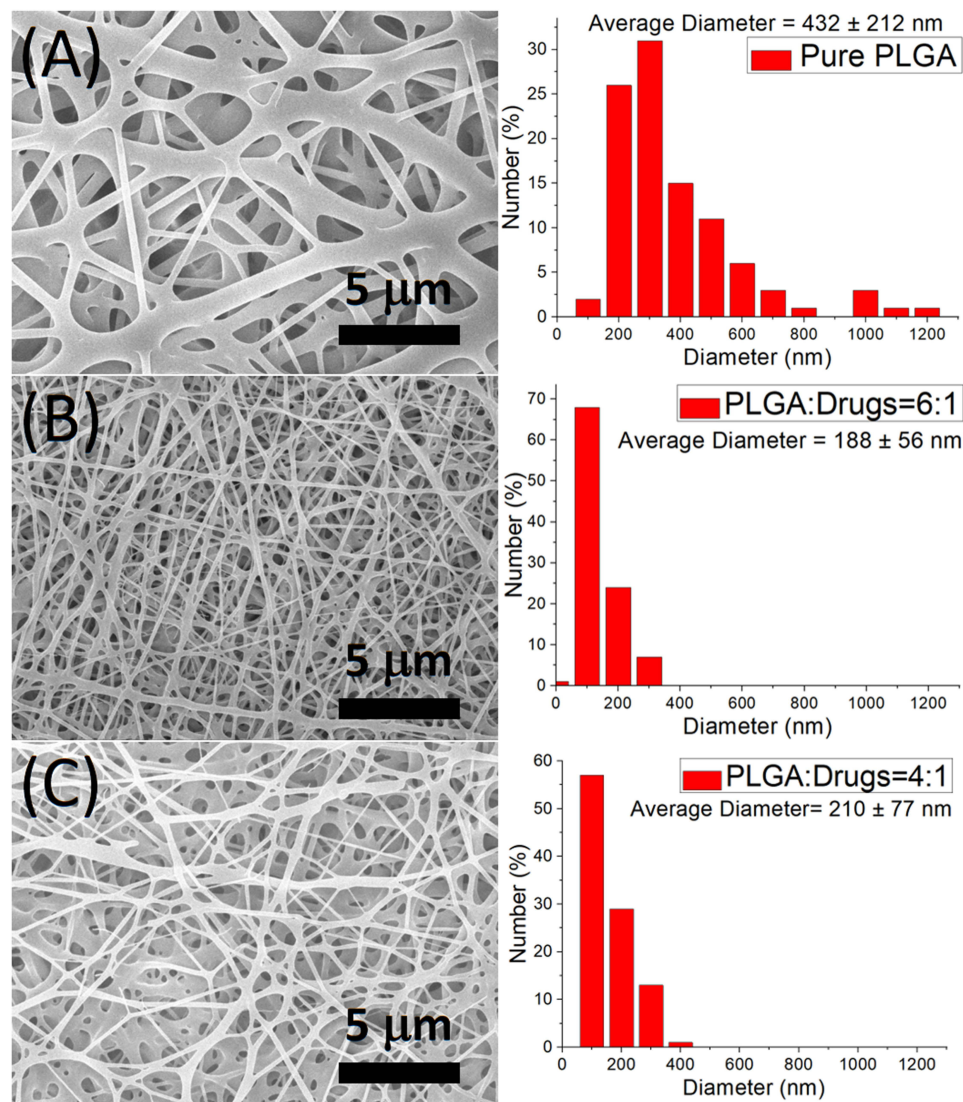 (A)
5 μm
Average Diameter = 432 ± 212 nm
Pure PLGA
Number (%)
30
25
20
15
10
5
0
0 200 400 600 800 1000 1200
Diameter (nm)
(B)
5 μm
PLGA:Drugs=6:1
Average Diameter = 188 ± 56 nm
Number (%)
70
60
50
40
30
20
10
0
0 200 400 600 800 1000 1200
Diameter (nm)
(C)
5 μm
PLGA:Drugs=4:1
Average Diameter= 210 ± 77 nm
Number (%)
60
50
40
30
20
10
0
0 200 400 600 800 1000 1200
Diameter (nm)